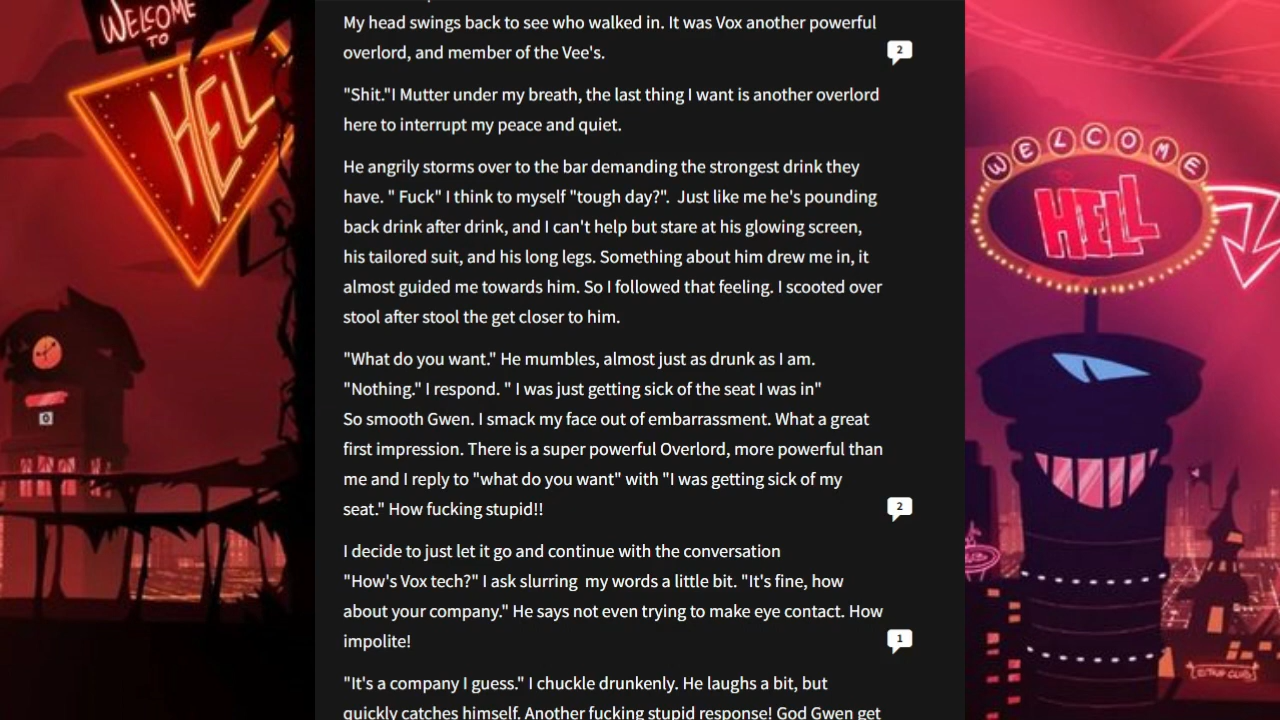 WELCOME
TO
HELL
My head swings back to see who walked in. It was Vox another powerful
overlord, and member of the Vee's.
2
"Shit."I Mutter under my breath, the last thing I want is another overlord
here to interrupt my peace and quiet.
He angrily storms over to the bar demanding the strongest drink they
have. " Fuck" I think to myself "tough day?".  Just like me he's pounding
back drink after drink, and I can't help but stare at his glowing screen,
his tailored suit, and his long legs. Something about him drew me in, it
almost guided me towards him. So I followed that feeling. I scooted over
stool after stool the get closer to him.
"What do you want." He mumbles, almost just as drunk as I am.
"Nothing." I respond. " I was just getting sick of the seat I was in"
So smooth Gwen. I smack my face out of embarrassment. What a great
first impression. There is a super powerful Overlord, more powerful than
me and I reply to "what do you want" with "I was getting sick of my
seat." How fucking stupid!!
2
I decide to just let it go and continue with the conversation
"How's Vox tech?" I ask slurring  my words a little bit. "It's fine, how
about your company." He says not even trying to make eye contact. How
impolite!
1
"It's a company I guess." I chuckle drunkenly. He laughs a bit, but
quickly catches himself. Another fucking stupid response! God Gwen get
WELCOME
HELL